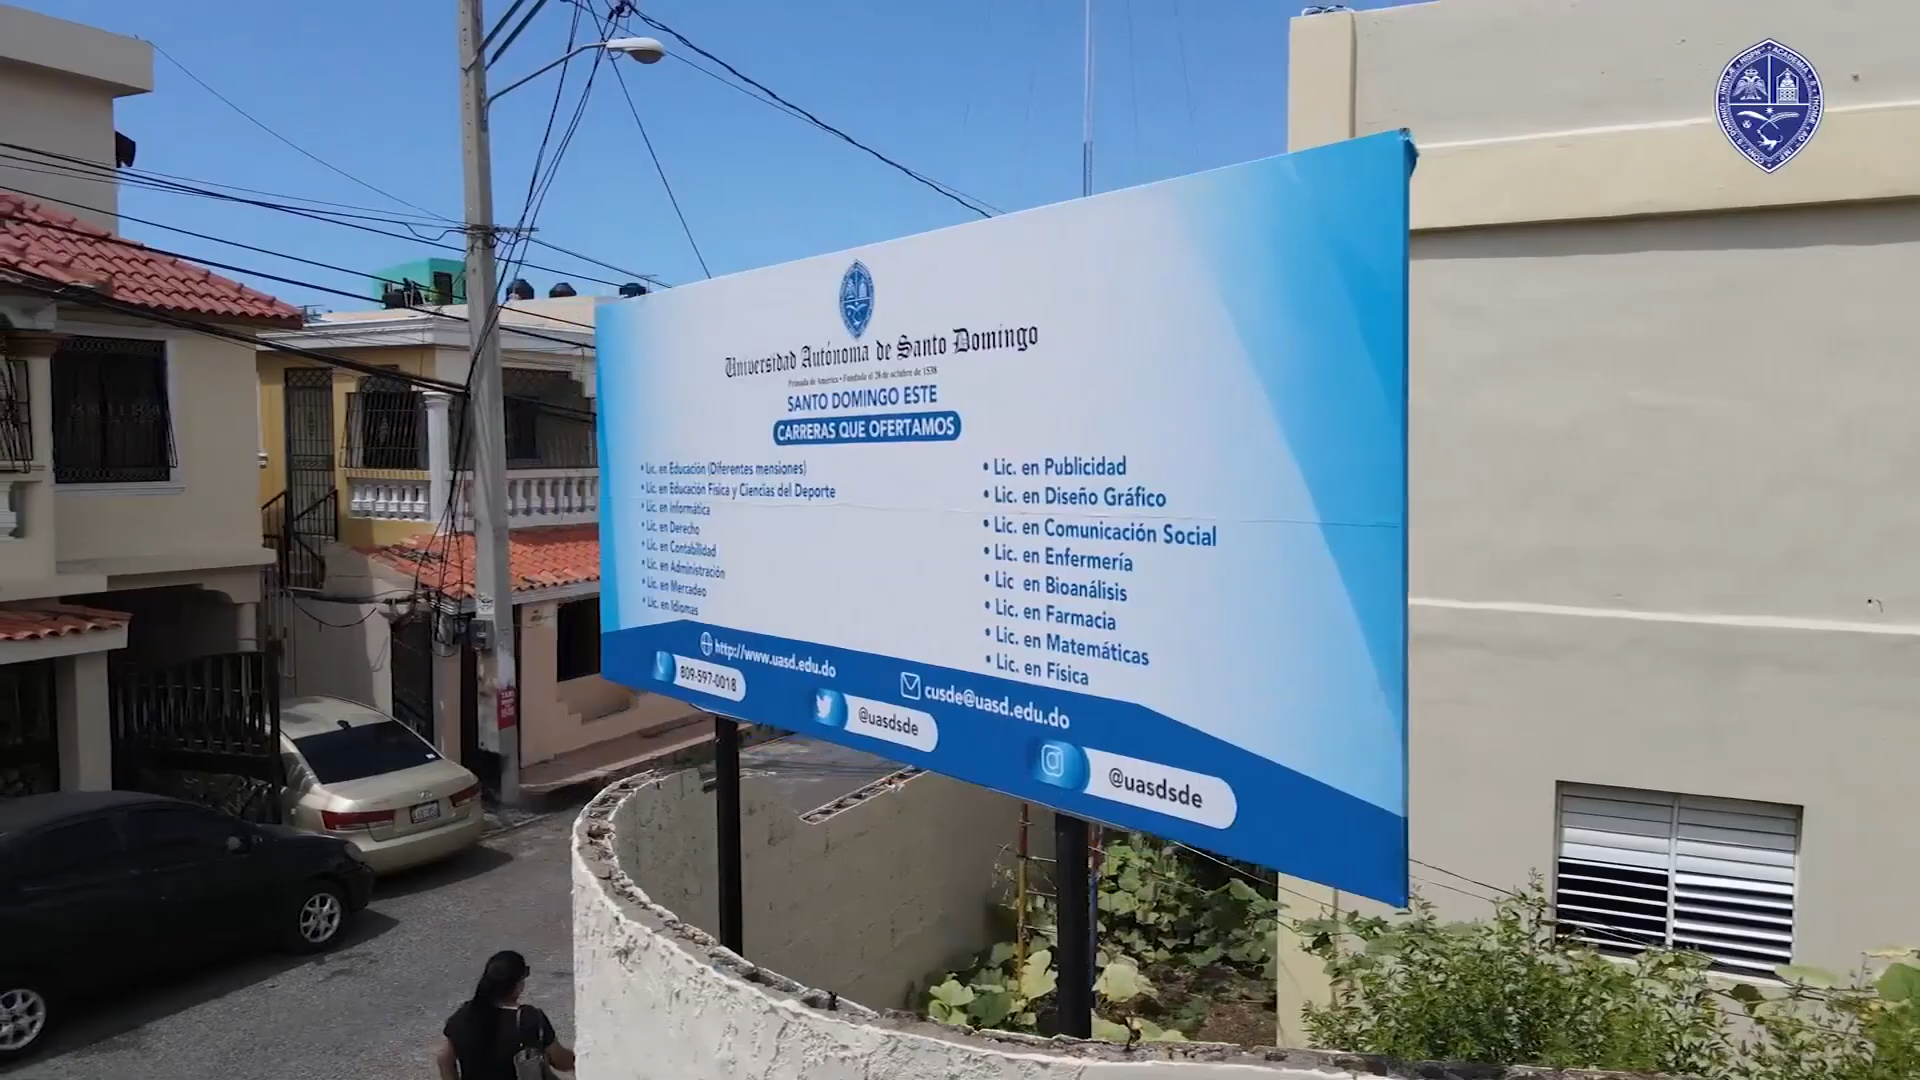 Universidad Autónoma de Santo Domingo
Primada de América • Fundada el 28 de octubre de 1538
SANTO DOMINGO ESTE
CARRERAS QUE OFERTAMOS
• Lic. en Educación (Diferentes mensiones)
• Lic. en Educación Física y Ciencias del Deporte
• Lic. en Informática
• Lic. en Derecho
• Lic. en Contabilidad
• Lic. en Administración
• Lic. en Mercadeo
• Lic. en Idiomas
• Lic. en Publicidad
• Lic. en Diseño Gráfico
• Lic. en Comunicación Social
• Lic. en Enfermería
• Lic en Bioanálisis
• Lic. en Farmacia
• Lic. en Matemáticas
• Lic. en Física
http://www.uasd.edu.do
809-597-0018
cusde@uasd.edu.do
@uasdsde
@uasdsde